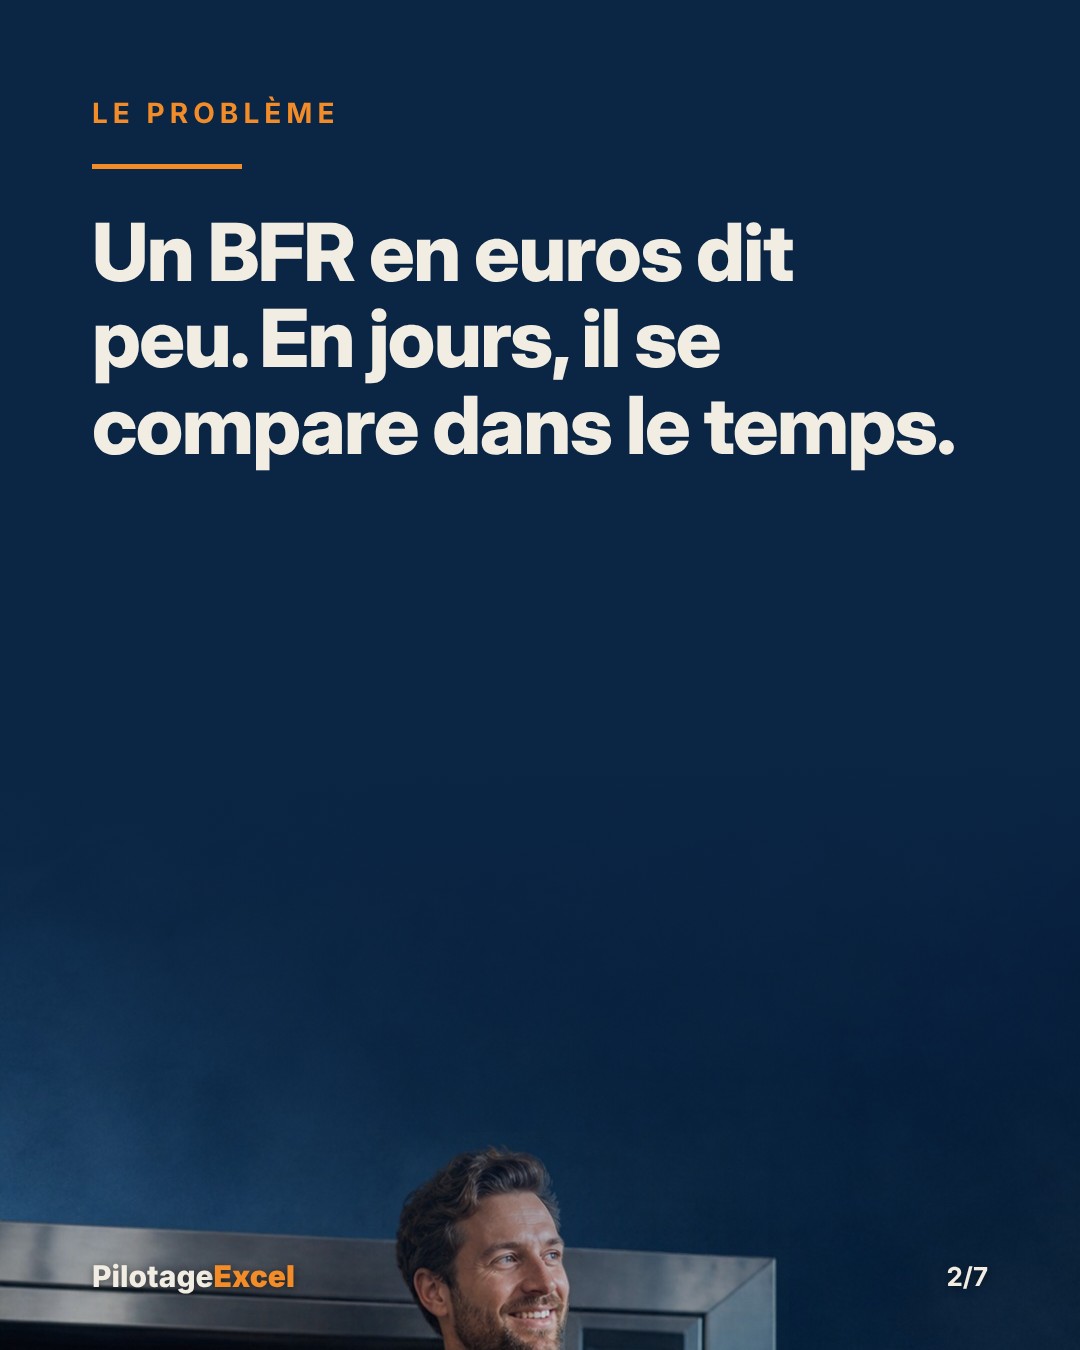 LE PROBLÈME
Un BFR en euros dit
peu. En jours, il se
compare dans le temps.
PilotageExcel
2/7